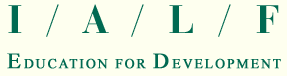 I / A / L / F
EDUCATION FOR DEVELOPMENT